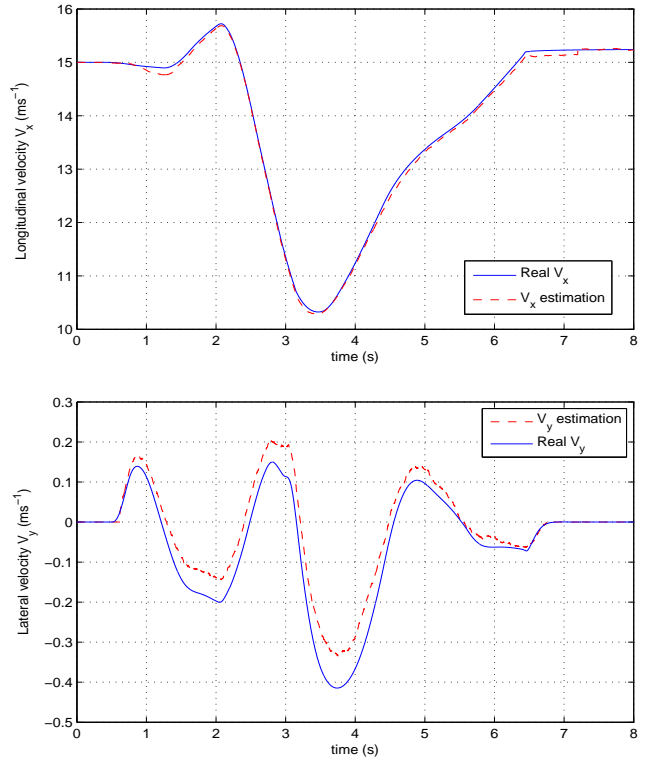 16
15
14
13
12
11
10
Longitudinal velocity V_x (ms^−1)
Real V_x
V_x estimation
0 1 2 3 4 5 6 7 8
time (s)
0.3
0.2
0.1
0
−0.1
−0.2
−0.3
−0.4
−0.5
Lateral velocity V_y (ms^−1)
V_y estimation
Real V_y
0 1 2 3 4 5 6 7 8
time (s)